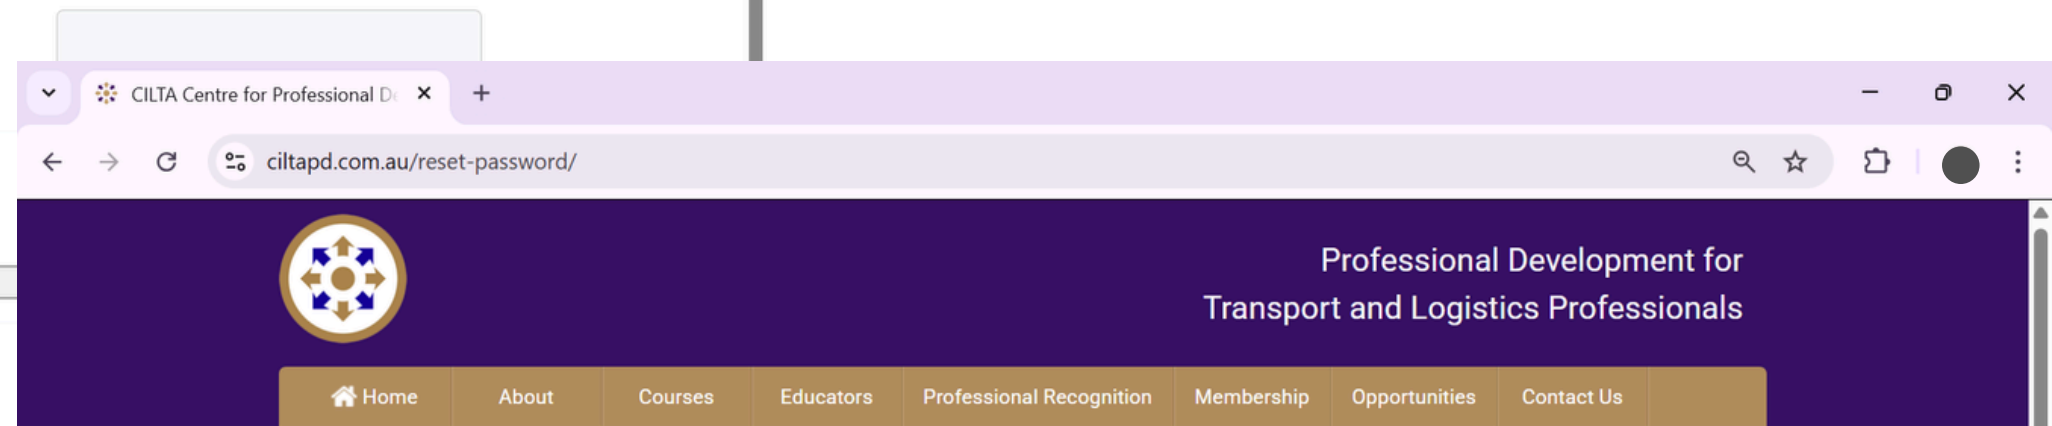 CILTA Centre for Professional D
ciltapd.com.au/reset-password/
Professional Development for
Transport and Logistics Professionals
Home About Courses Educators Professional Recognition Membership Opportunities Contact Us